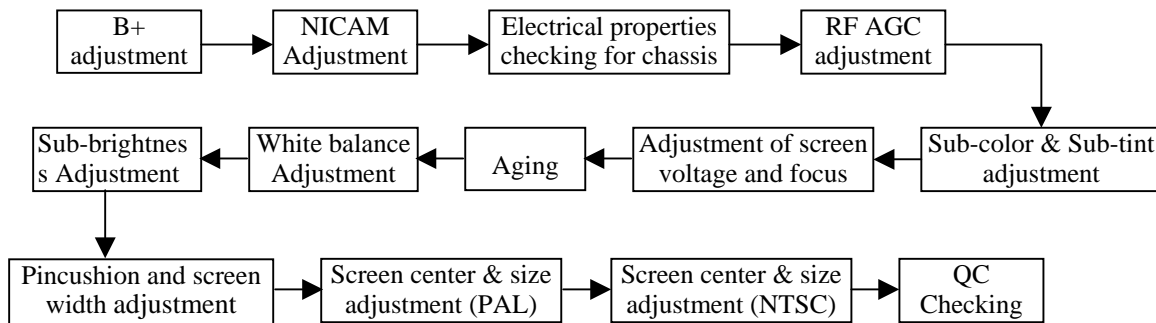 B+
adjustment
NICAM
Adjustment
Electrical properties
checking for chassis
RF AGC
adjustment
Sub-color & Sub-tint
adjustment
Adjustment of screen
voltage and focus
Aging
White balance
Adjustment
Sub-brightnes
s Adjustment
Pincushion and screen
width adjustment
Screen center & size
adjustment (PAL)
Screen center & size
adjustment (NTSC)
QC
Checking